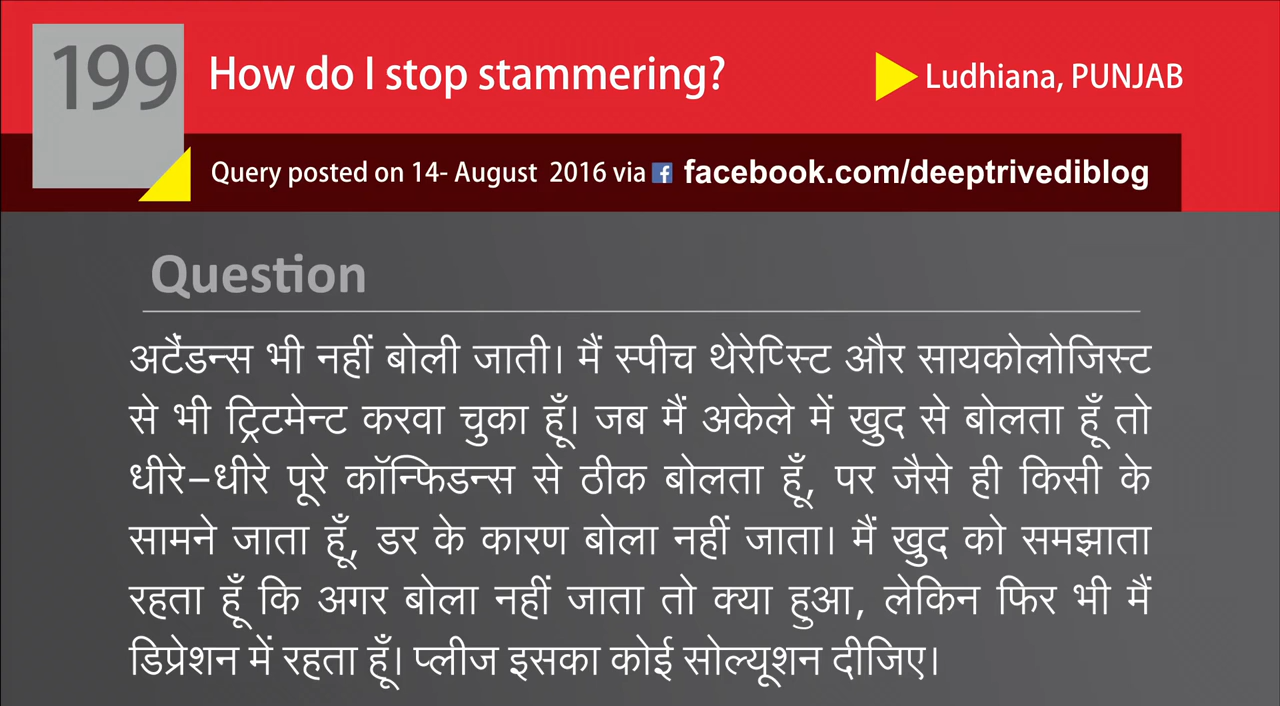 199
How do I stop stammering?
Ludhiana, PUNJAB
Query posted on 14- August 2016 via facebook.com/deeptrivediblog
Question
अटैंडन्स भी नहीं बोली जाती। मैं स्पीच थेरेप्स्टि और सायकोलोजिस्ट
से भी ट्रिटमेन्ट करवा चुका हूँ। जब मैं अकेले में खुद से बोलता हूँ तो
धीरे-धीरे पूरे कॉन्फिडन्स से ठीक बोलता हूँ, पर जैसे ही किसी के
सामने जाता हूँ, डर के कारण बोला नहीं जाता। मैं खुद को समझाता
रहता हूँ कि अगर बोला नहीं जाता तो क्या हुआ, लेकिन फिर भी मैं
डिप्रेशन में रहता हूँ। प्लीज इसका कोई सोल्यूशन दीजिए।